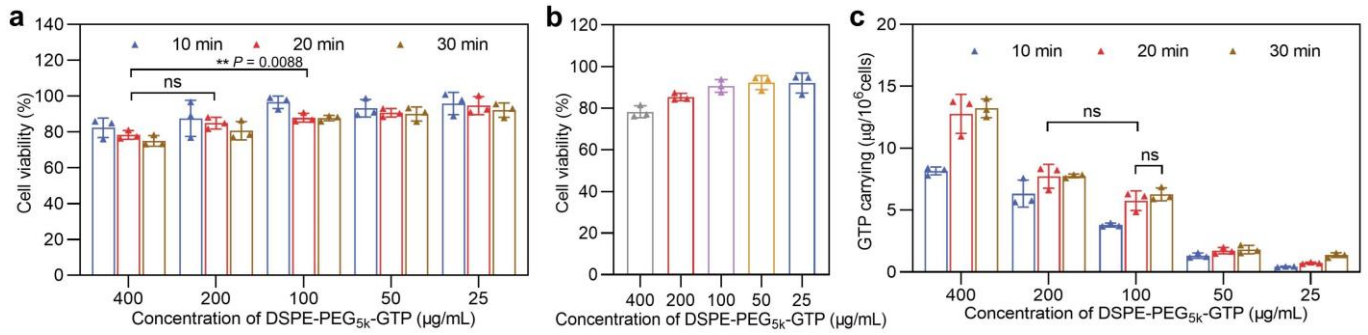 a
Cell viability (%)
140
120
100
80
60
40
20
0
10 min 20 min 30 min
** P = 0.0088
ns
400 200 100 50 25
Concentration of DSPE-PEG5k-GTP (µg/mL)
b
Cell viability (%)
120
100
80
60
40
20
0
400 200 100 50 25
Concentration of DSPE-PEG5k-GTP (µg/mL)
c
GTP carrying (µg/10⁶cells)
20
15
10
5
0
10 min 20 min 30 min
ns
ns
400 200 100 50 25
Concentration of DSPE-PEG5k-GTP (µg/mL)